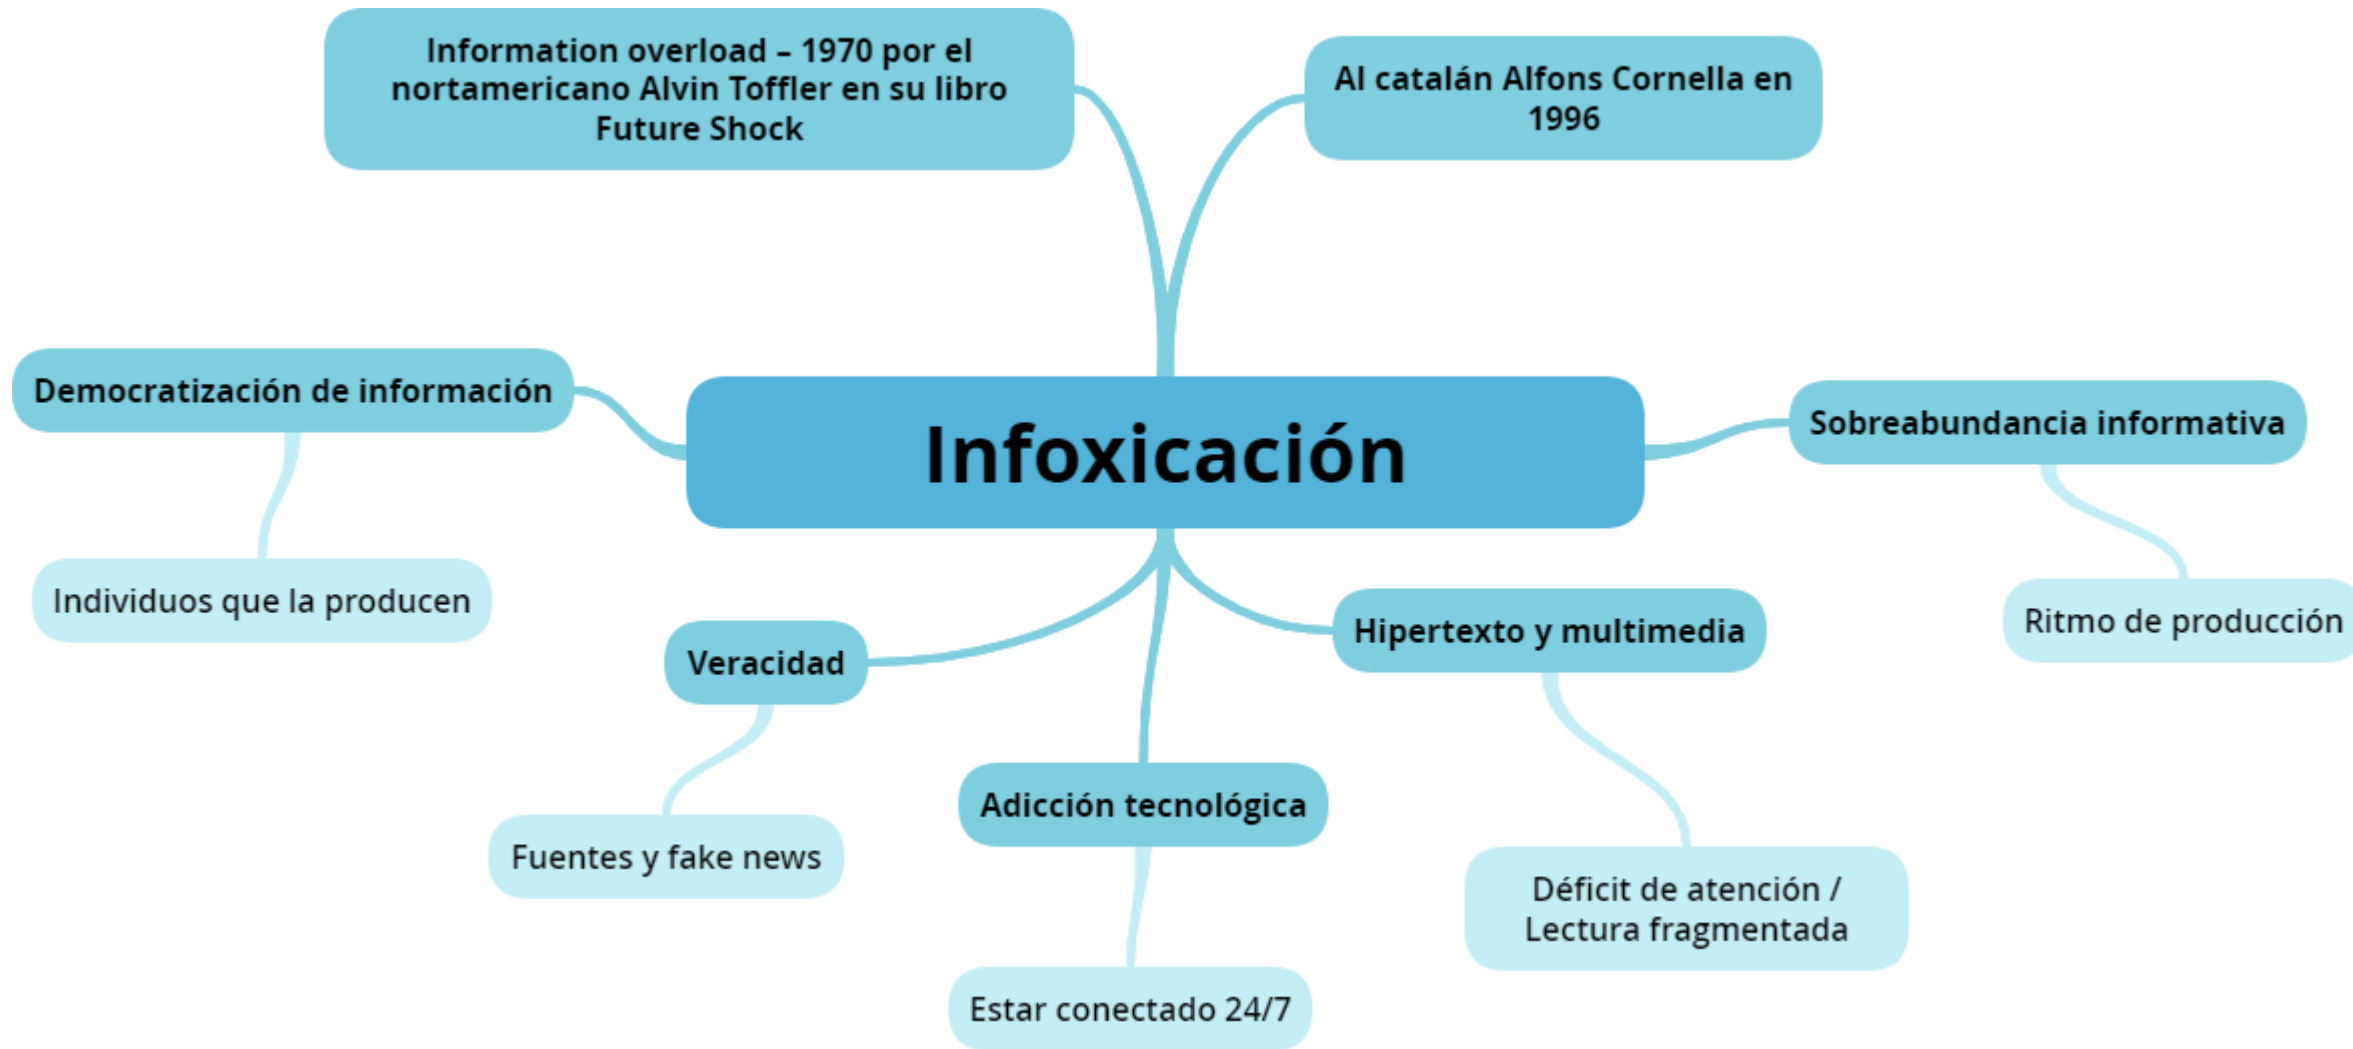 Information overload – 1970 por el
nortamericano Alvin Toffler en su libro
Future Shock
Al catalán Alfons Cornella en
1996
Democratización de información
Infoxicación
Sobreabundancia informativa
Individuos que la producen
Ritmo de producción
Veracidad
Hipertexto y multimedia
Fuentes y fake news
Adicción tecnológica
Déficit de atención /
Lectura fragmentada
Estar conectado 24/7